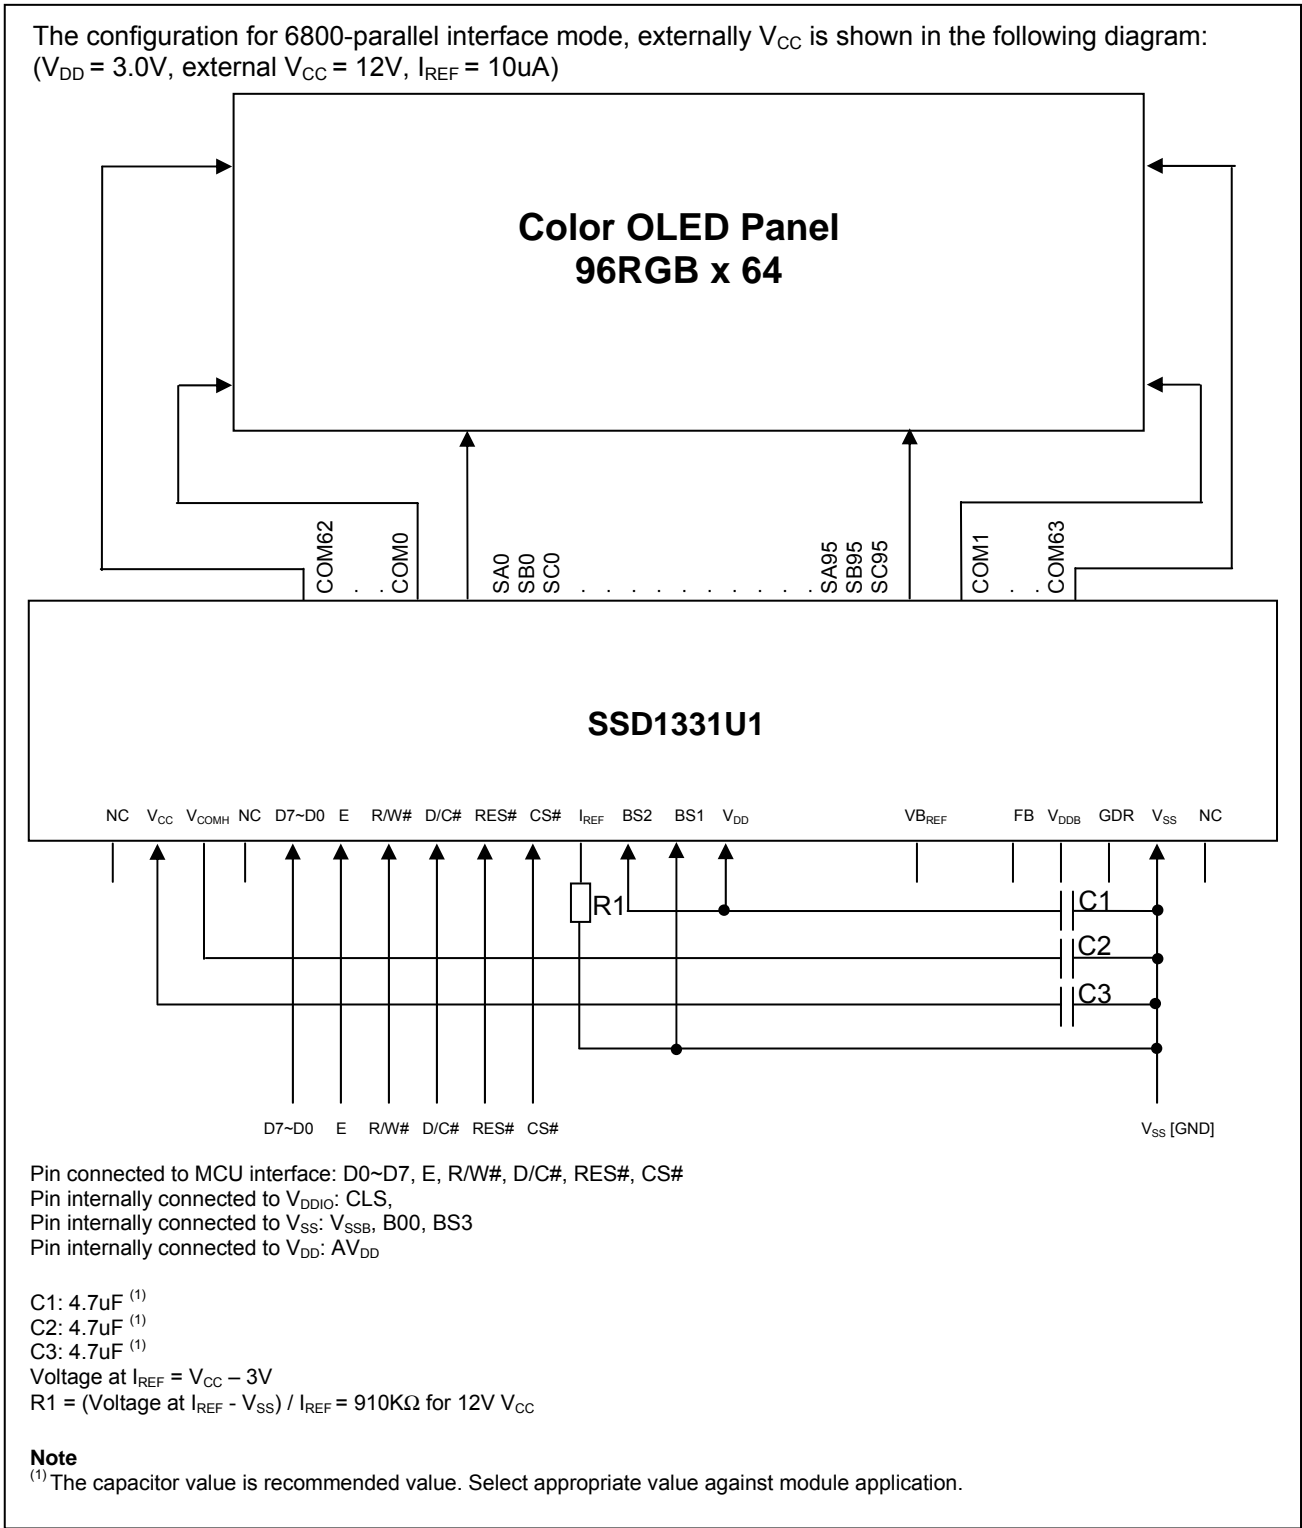 The configuration for 6800-parallel interface mode, externally VCC is shown in the following diagram:
(VDD = 3.0V, external VCC = 12V, IREF = 10uA)
Color OLED Panel
96RGB x 64
COM62 . . COM0 SA0 SB0 SC0 . . . . . . . . . . SA95 SB95 SC95 COM1 . . COM63
SSD1331U1
NC VCC VCOMH NC D7~D0 E R/W# D/C# RES# CS# IREF BS2 BS1 VDD VBREF FB VDDB GDR VSS NC
R1 C1
C2
C3
D7~D0 E R/W# D/C# RES# CS# VSS [GND]
Pin connected to MCU interface: D0~D7, E, R/W#, D/C#, RES#, CS#
Pin internally connected to VDDIO: CLS,
Pin internally connected to VSS: VSSB, B00, BS3
Pin internally connected to VDD: AVDD
C1: 4.7uF (1)
C2: 4.7uF (1)
C3: 4.7uF (1)
Voltage at IREF = VCC – 3V
R1 = (Voltage at IREF - VSS) / IREF = 910KΩ for 12V VCC
Note
(1) The capacitor value is recommended value. Select appropriate value against module application.